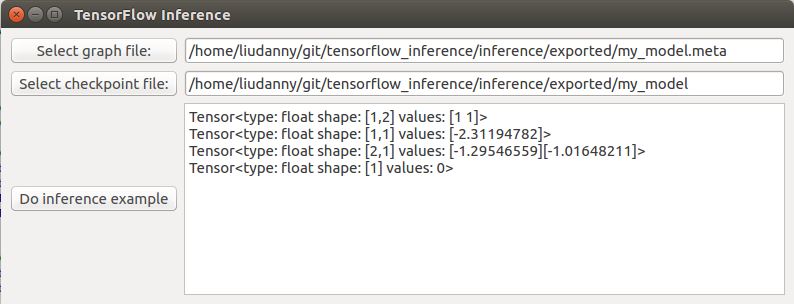 TensorFlow Inference
Select graph file: /home/liudanny/git/tensorflow_inference/inference/exported/my_model.meta
Select checkpoint file: /home/liudanny/git/tensorflow_inference/inference/exported/my_model
Tensor<type: float shape: [1,2] values: [1 1]>
Tensor<type: float shape: [1,1] values: [-2.31194782]>
Tensor<type: float shape: [2,1] values: [-1.29546559][-1.01648211]>
Tensor<type: float shape: [1] values: 0>
Do inference example